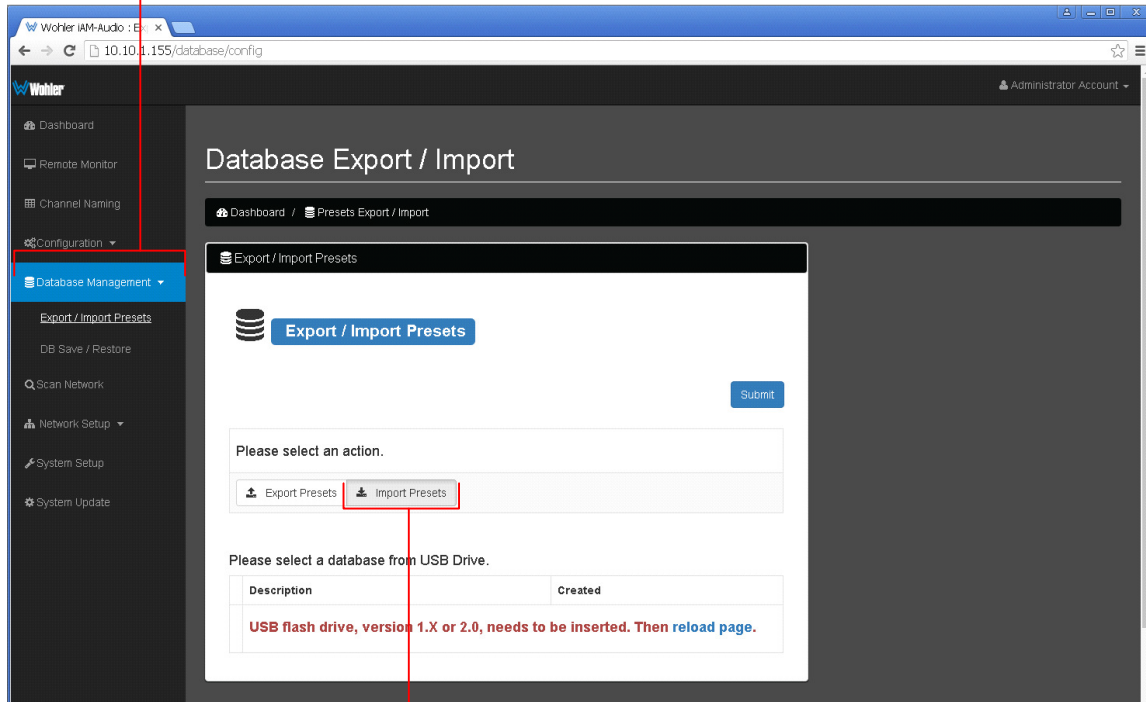 Wohler iAM-Audio : Ex
10.10.1.155/database/config
Wohler
Administrator Account
Dashboard
Remote Monitor
Channel Naming
Configuration
Database Management
Export / Import Presets
DB Save / Restore
Scan Network
Network Setup
System Setup
System Update
Database Export / Import
Dashboard / Presets Export / Import
Export / Import Presets
Export / Import Presets
Submit
Please select an action.
Export Presets Import Presets
Please select a database from USB Drive.
Description Created
USB flash drive, version 1.X or 2.0, needs to be inserted. Then reload page.